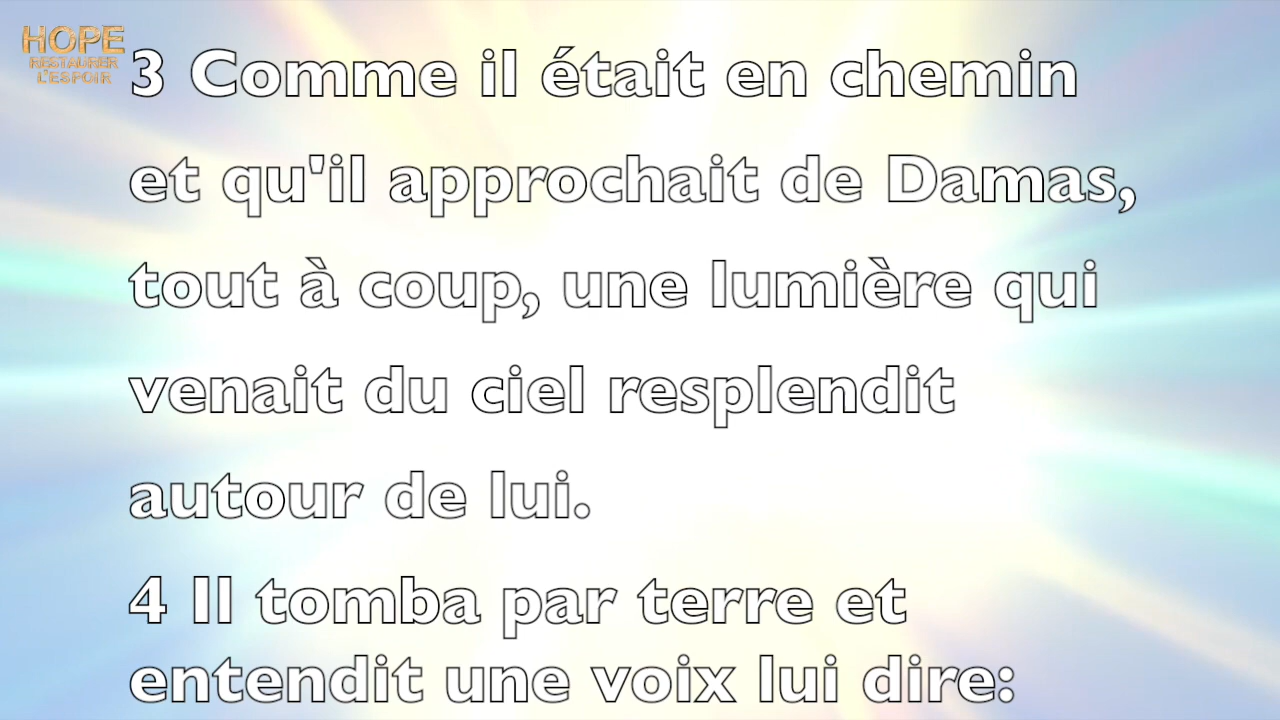 HOPE
RESTAURER
L'ESPOIR
3 Comme il était en chemin
et qu'il approchait de Damas,
tout à coup, une lumière qui
venait du ciel resplendit
autour de lui.
4 Il tomba par terre et
entendit une voix lui dire: